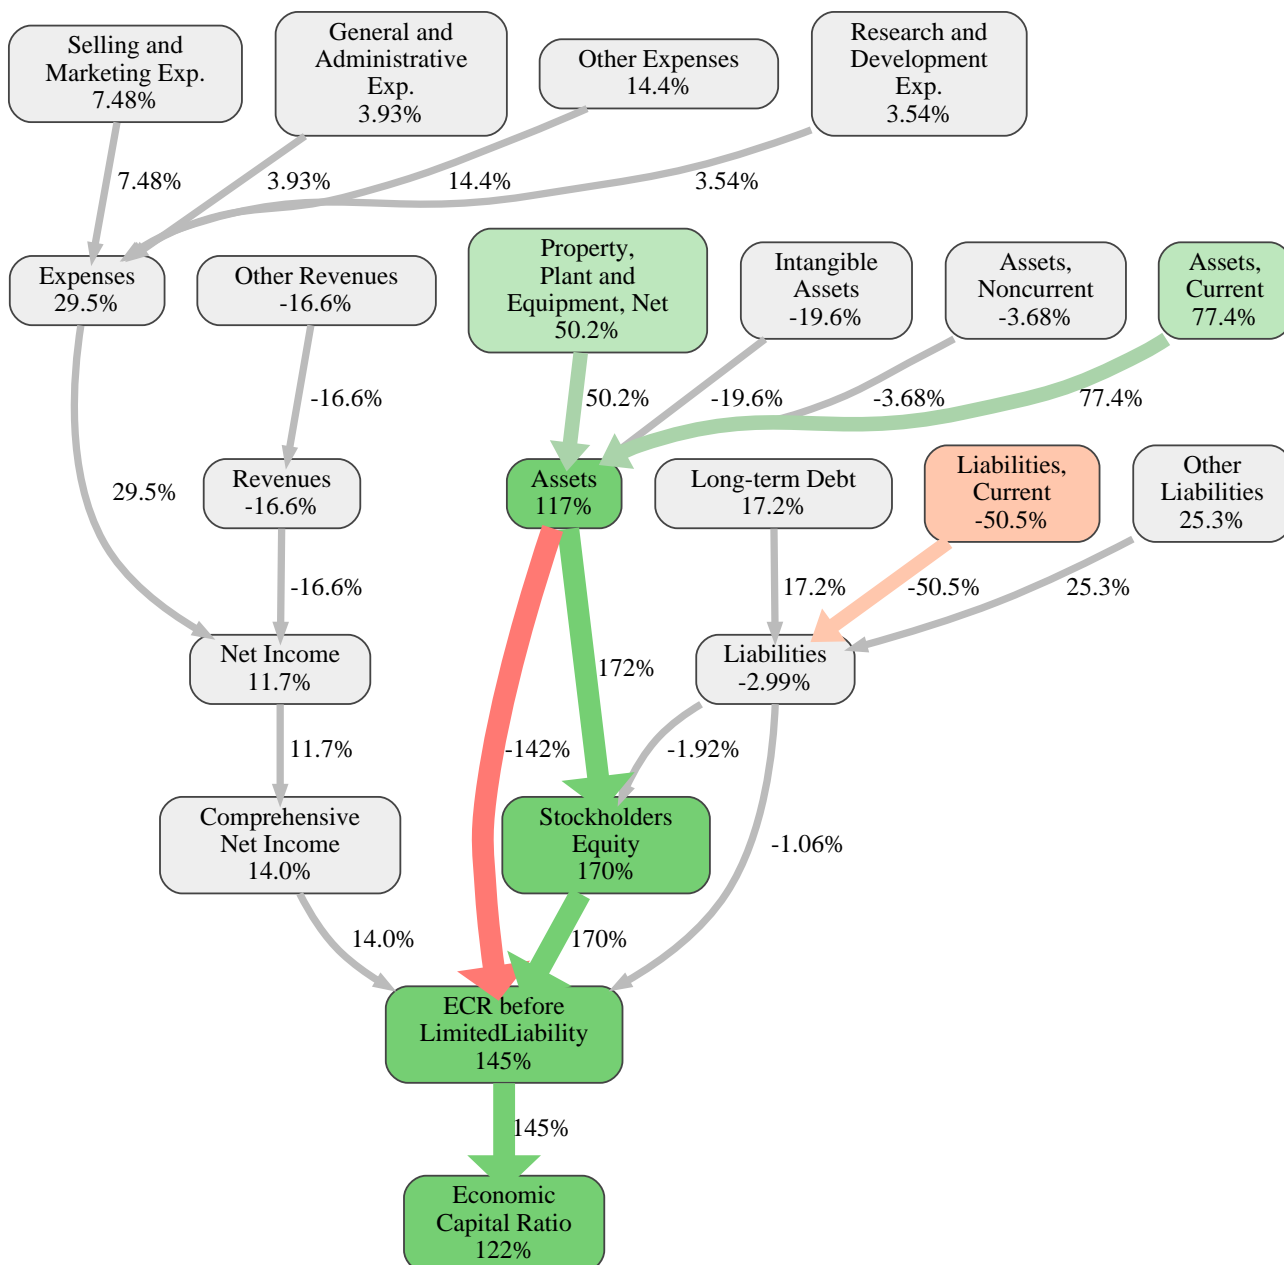 Selling and
Marketing Exp.
7.48%
General and
Administrative
Exp.
3.93%
Other Expenses
14.4%
Research and
Development
Exp.
3.54%
7.48%
3.93%
14.4%
3.54%
Expenses
29.5%
Other Revenues
-16.6%
Property,
Plant and
Equipment, Net
50.2%
Intangible
Assets
-19.6%
Assets,
Noncurrent
-3.68%
Assets,
Current
77.4%
-16.6%
50.2%
-19.6%
-3.68%
77.4%
29.5%
Revenues
-16.6%
Assets
117%
Long-term Debt
17.2%
Liabilities,
Current
-50.5%
Other
Liabilities
25.3%
-16.6%
17.2%
-50.5%
25.3%
Net Income
11.7%
172%
Liabilities
-2.99%
11.7%
-142%
-1.92%
Comprehensive
Net Income
14.0%
Stockholders
Equity
170%
-1.06%
14.0%
170%
ECR before
LimitedLiability
145%
145%
Economic
Capital Ratio
122%